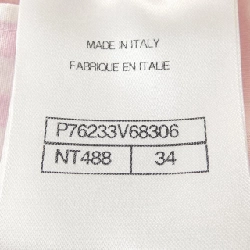 MADE IN ITALY
FABRIQUE EN ITALIE
P76233V68306
NT488 34